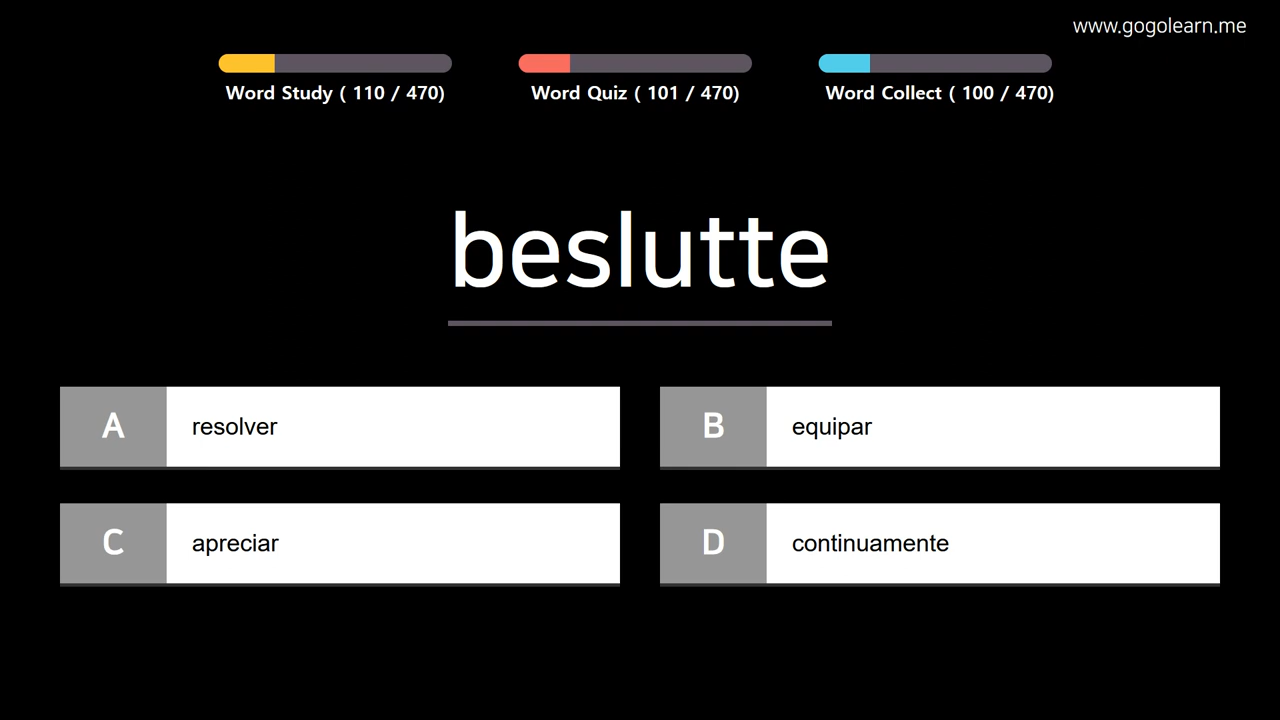 www.gogolearn.me
Word Study ( 110 / 470)
Word Quiz ( 101 / 470)
Word Collect ( 100 / 470)
beslutte
A resolver
B equipar
C apreciar
D continuamente